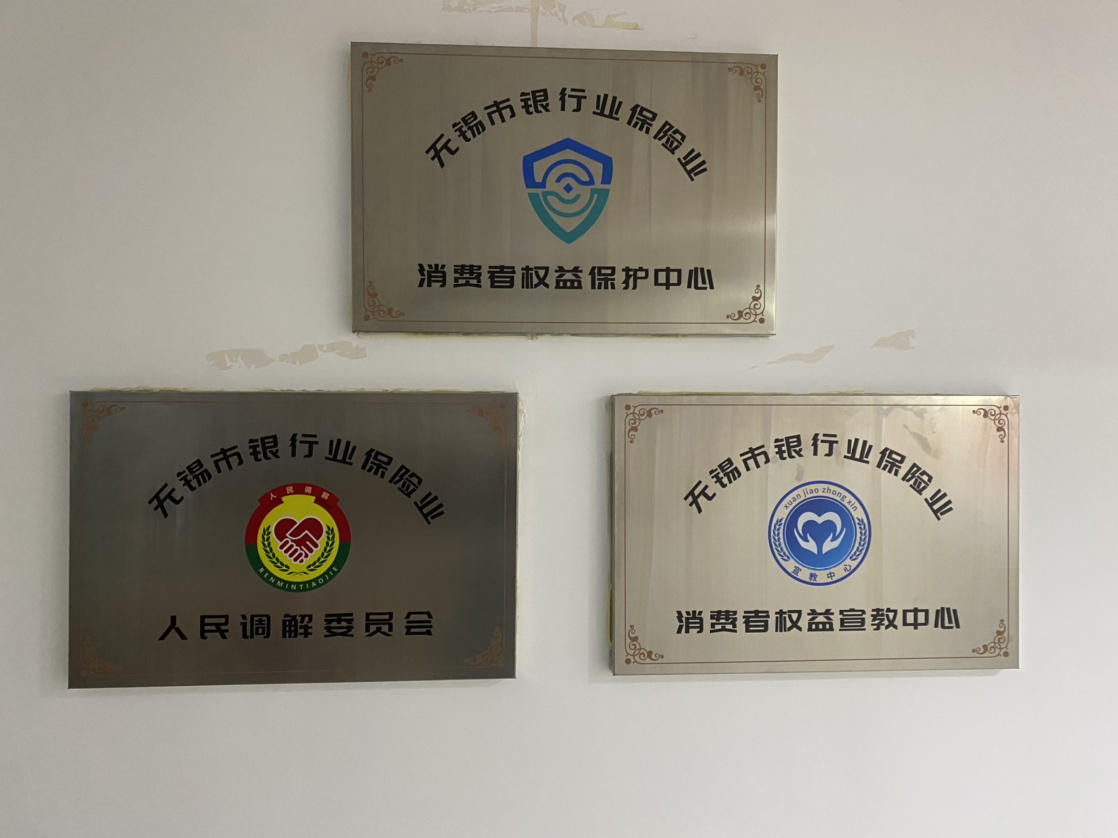 无锡市银行业保险业
消费者权益保护中心
无锡市银行业保险业
人民调解
RENMINTIAOJIE
人民调解委员会
无锡市银行业保险业
xuan jiao zhong xin
宣教中心
消费者权益宣教中心